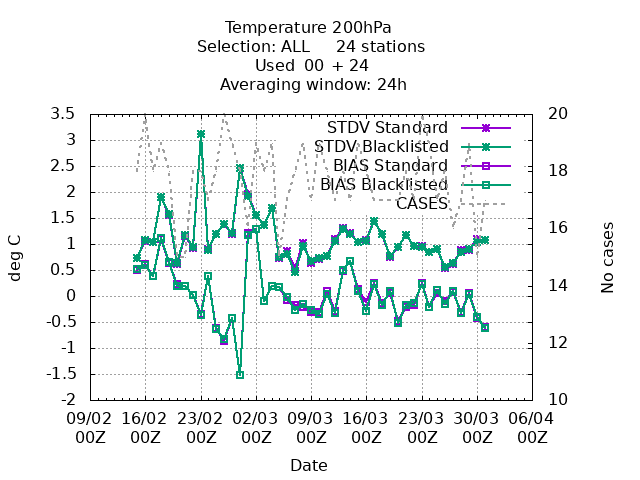 Temperature 200hPa
Selection: ALL 24 stations
Used 00 + 24
Averaging window: 24h
3.5
3
2.5
2
1.5
1
0.5
0
-0.5
-1
-1.5
-2
deg C
20
18
16
14
12
10
No cases
STDV Standard
STDV Blacklisted
BIAS Standard
BIAS Blacklisted
CASES
09/02 16/02 23/02 02/03 09/03 16/03 23/03 30/03 06/04
00Z 00Z 00Z 00Z 00Z 00Z 00Z 00Z 00Z
Date